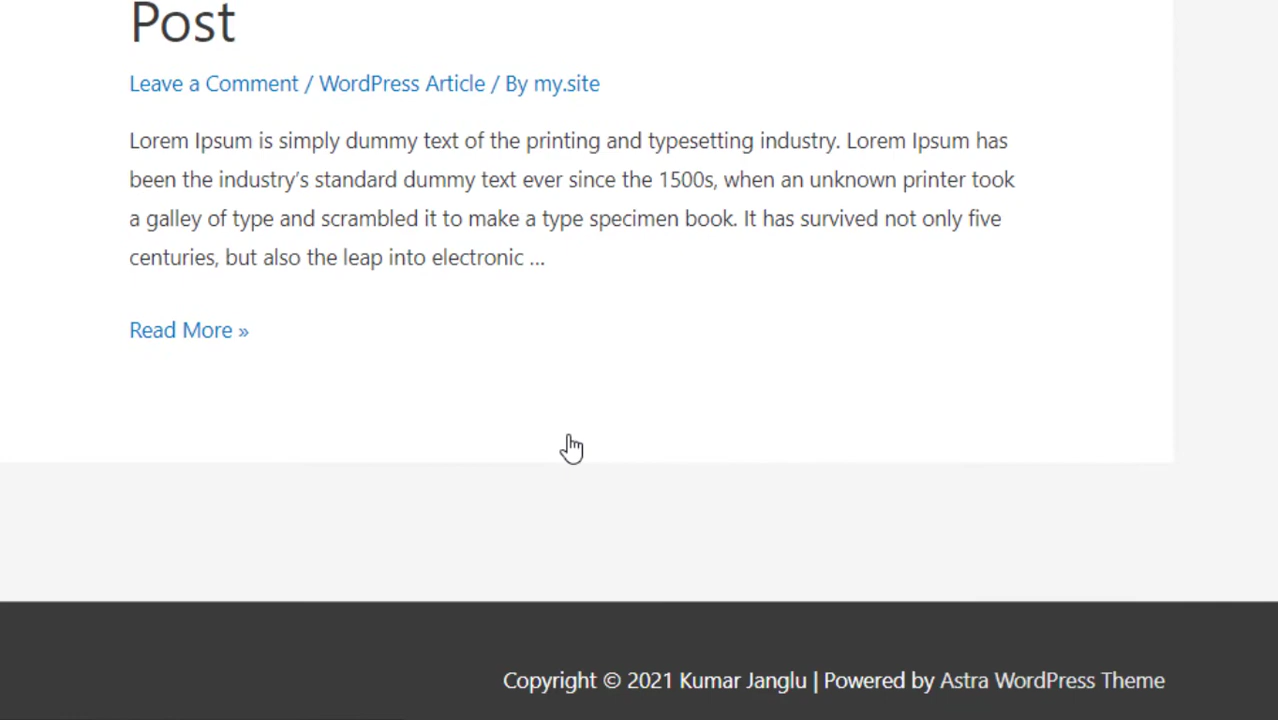 Post
Leave a Comment / WordPress Article / By my.site
Lorem Ipsum is simply dummy text of the printing and typesetting industry. Lorem Ipsum has
been the industry’s standard dummy text ever since the 1500s, when an unknown printer took
a galley of type and scrambled it to make a type specimen book. It has survived not only five
centuries, but also the leap into electronic …
Read More »
Copyright © 2021 Kumar Janglu | Powered by Astra WordPress Theme